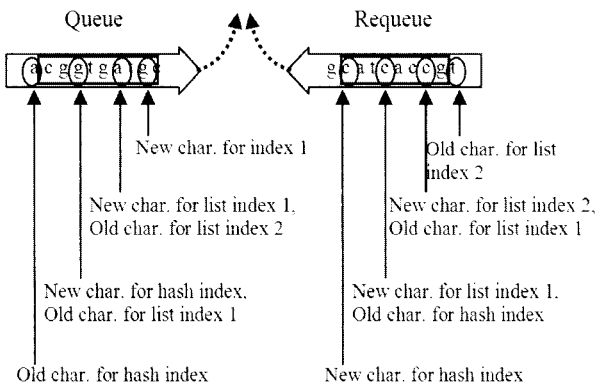 Queue
Requeue
a c g g t g a t g c
g c a t c a c c g t
New char. for index 1
Old char. for list
index 2
New char. for list index 1,
Old char. for list index 2
New char. for list index 2,
Old char. for list index 1
New char. for hash index,
Old char. for list index 1
New char. for list index 1,
Old char. for hash index
Old char. for hash index
New char. for hash index